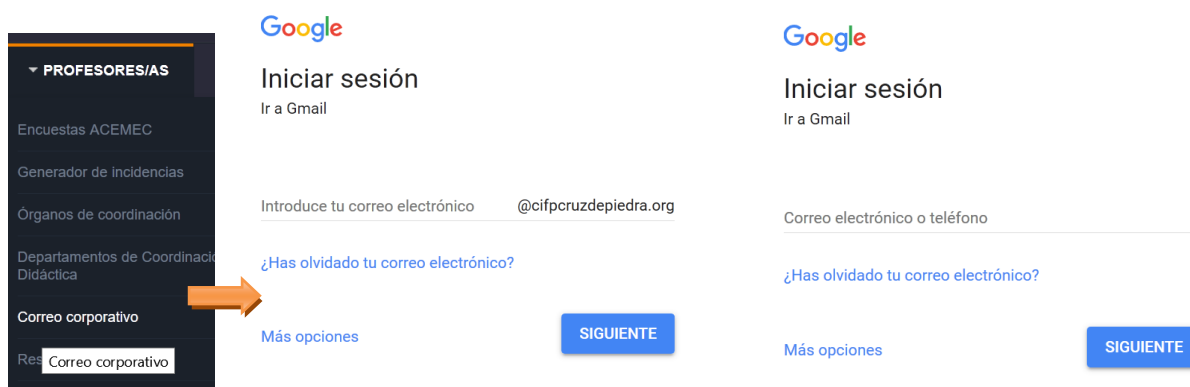 PROFESORES/AS
Encuestas ACEMEC
Generador de incidencias
Órganos de coordinación
Departamentos de Coordinació
Didáctica
Correo corporativo
Res
Correo corporativo
Google
Iniciar sesión
Ir a Gmail
Introduce tu correo electrónico @cifpcruzdepiedra.org
¿Has olvidado tu correo electrónico?
Más opciones SIGUIENTE
Google
Iniciar sesión
Ir a Gmail
Correo electrónico o teléfono
¿Has olvidado tu correo electrónico?
Más opciones SIGUIENTE